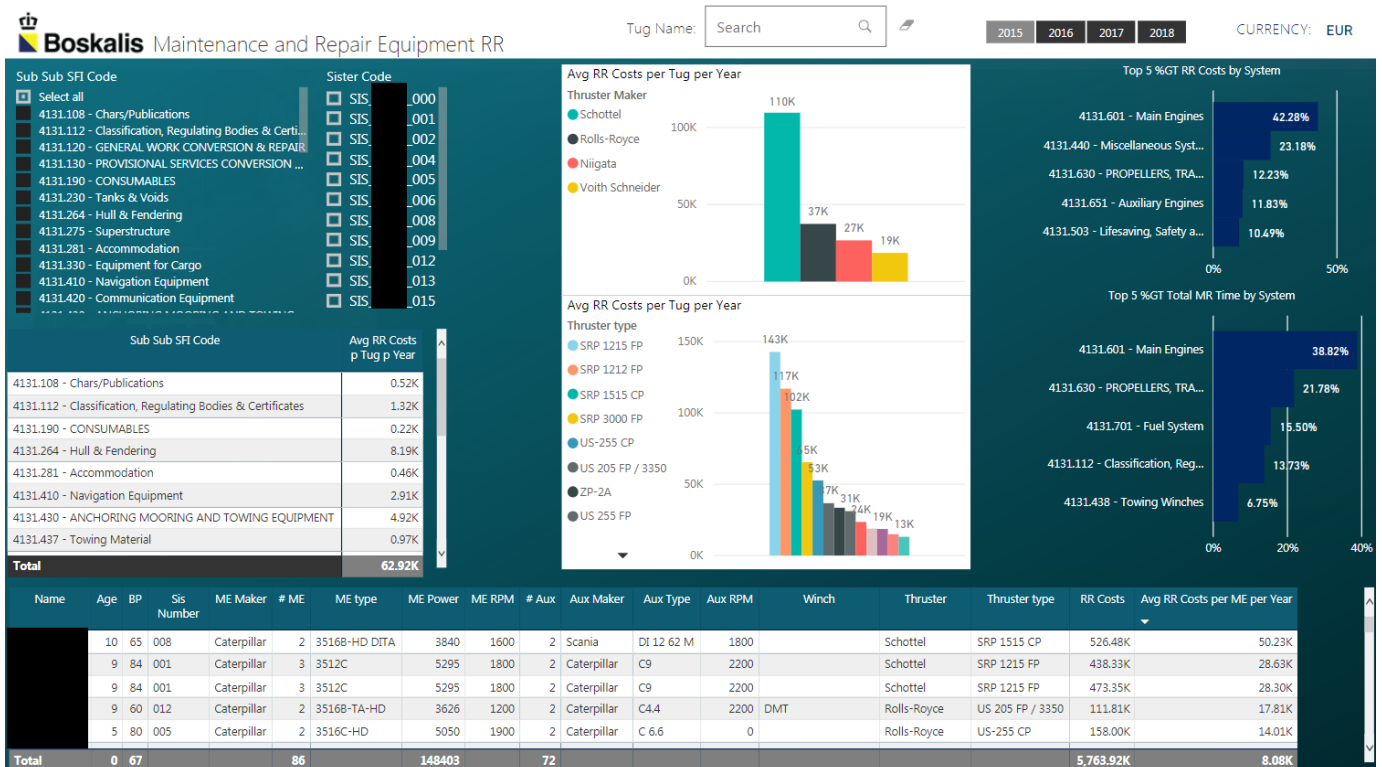 Boskalis Maintenance and Repair Equipment RR
Tug Name: Search
2015 2016 2017 2018
CURRENCY: EUR
Sub Sub SFI Code
Select all
4131.108 - Chars/Publications
4131.112 - Classification, Regulating Bodies & Certi...
4131.120 - GENERAL WORK CONVERSION & REPAIR
4131.130 - PROVISIONAL SERVICES CONVERSION ...
4131.190 - CONSUMABLES
4131.230 - Tanks & Voids
4131.264 - Hull & Fendering
4131.275 - Superstructure
4131.281 - Accommodation
4131.330 - Equipment for Cargo
4131.410 - Navigation Equipment
4131.420 - Communication Equipment
Sister Code
SIS_ _000
SIS_ _001
SIS_ _002
SIS_ _004
SIS_ _005
SIS_ _006
SIS_ _008
SIS_ _009
SIS_ _012
SIS_ _013
SIS_ _015
Avg RR Costs per Tug per Year
Thruster Maker
Schottel
Rolls-Royce
Niigata
Voith Schneider
100K
50K
0K
110K
37K
27K
19K
Avg RR Costs per Tug per Year
Thruster type
SRP 1215 FP
SRP 1212 FP
SRP 1515 CP
SRP 3000 FP
US-255 CP
US 205 FP / 3350
ZP-2A
US 255 FP
150K
100K
50K
0K
143K
117K
102K
65K
53K
37K
31K
24K
19K
13K
Top 5 %GT RR Costs by System
4131.601 - Main Engines 42.28%
4131.440 - Miscellaneous Syst... 23.18%
4131.630 - PROPELLERS, TRA... 12.23%
4131.651 - Auxiliary Engines 11.83%
4131.503 - Lifesaving, Safety a... 10.49%
0% 50%
Top 5 %GT Total MR Time by System
4131.601 - Main Engines 38.82%
4131.630 - PROPELLERS, TRA... 21.78%
4131.701 - Fuel System 15.50%
4131.112 - Classification, Reg... 13.73%
4131.438 - Towing Winches 6.75%
0% 20% 40%
Sub Sub SFI Code Avg RR Costs p Tug p Year
4131.108 - Chars/Publications 0.52K
4131.112 - Classification, Regulating Bodies & Certificates 1.32K
4131.190 - CONSUMABLES 0.22K
4131.264 - Hull & Fendering 8.19K
4131.281 - Accommodation 0.46K
4131.410 - Navigation Equipment 2.91K
4131.430 - ANCHORING MOORING AND TOWING EQUIPMENT 4.92K
4131.437 - Towing Material 0.97K
Total 62.92K
Name Age BP Sis Number ME Maker # ME ME type ME Power ME RPM # Aux Aux Maker Aux Type Aux RPM Winch Thruster Thruster type RR Costs Avg RR Costs per ME per Year
10 65 008 Caterpillar 2 3516B-HD DITA 3840 1600 2 Scania DI 12 62 M 1800 Schottel SRP 1515 CP 526.48K 50.23K
9 84 001 Caterpillar 3 3512C 5295 1800 2 Caterpillar C9 2200 Schottel SRP 1215 FP 438.33K 28.63K
9 84 001 Caterpillar 3 3512C 5295 1800 2 Caterpillar C9 2200 Schottel SRP 1215 FP 473.35K 28.30K
9 60 012 Caterpillar 2 3516B-TA-HD 3626 1200 2 Caterpillar C4.4 2200 DMT Rolls-Royce US 205 FP / 3350 111.81K 17.81K
5 80 005 Caterpillar 2 3516C-HD 5050 1900 2 Caterpillar C 6.6 0 Rolls-Royce US-255 CP 158.00K 14.01K
Total 0 67 86 148403 72 5,763.92K 8.08K